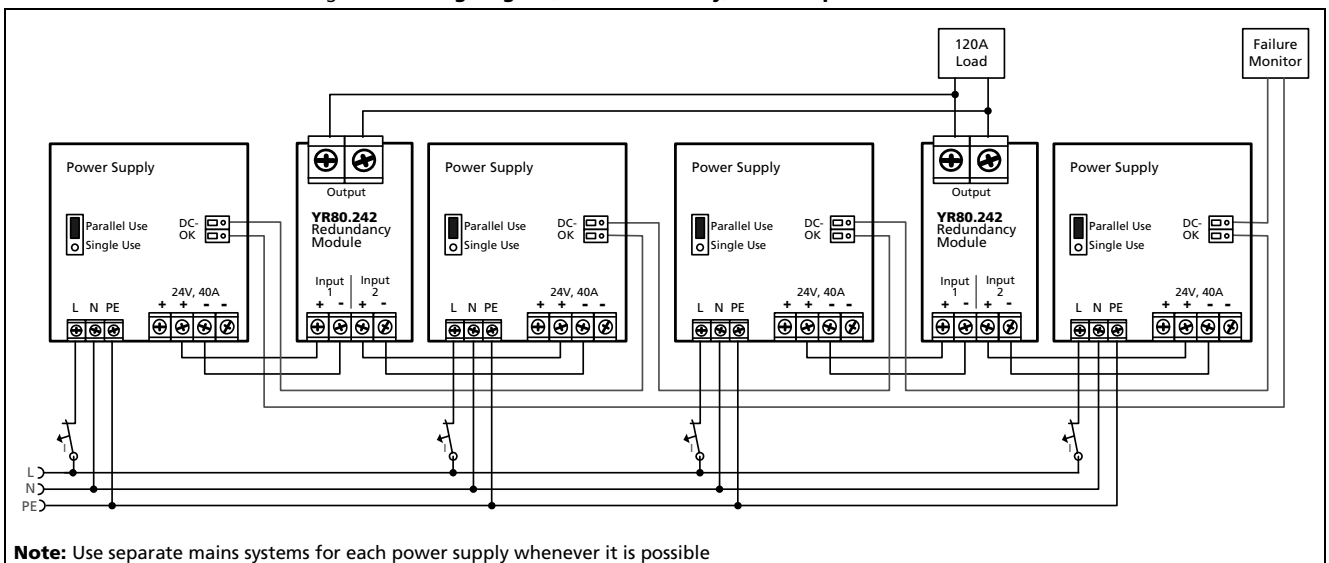 120A
Load
Failure
Monitor
Power Supply
Parallel Use
Single Use
DC-
OK
24V, 40A
L N PE
+ + - -
Output
YR80.242
Redundancy
Module
Input
1
Input
2
+ - + -
Power Supply
Parallel Use
Single Use
DC-
OK
24V, 40A
L N PE
+ + - -
Power Supply
Parallel Use
Single Use
DC-
OK
24V, 40A
L N PE
+ + - -
Output
YR80.242
Redundancy
Module
Input
1
Input
2
+ - + -
Power Supply
Parallel Use
Single Use
DC-
OK
24V, 40A
L N PE
+ + - -
I
I
I
I
L
N
PE
Note: Use separate mains systems for each power supply whenever it is possible